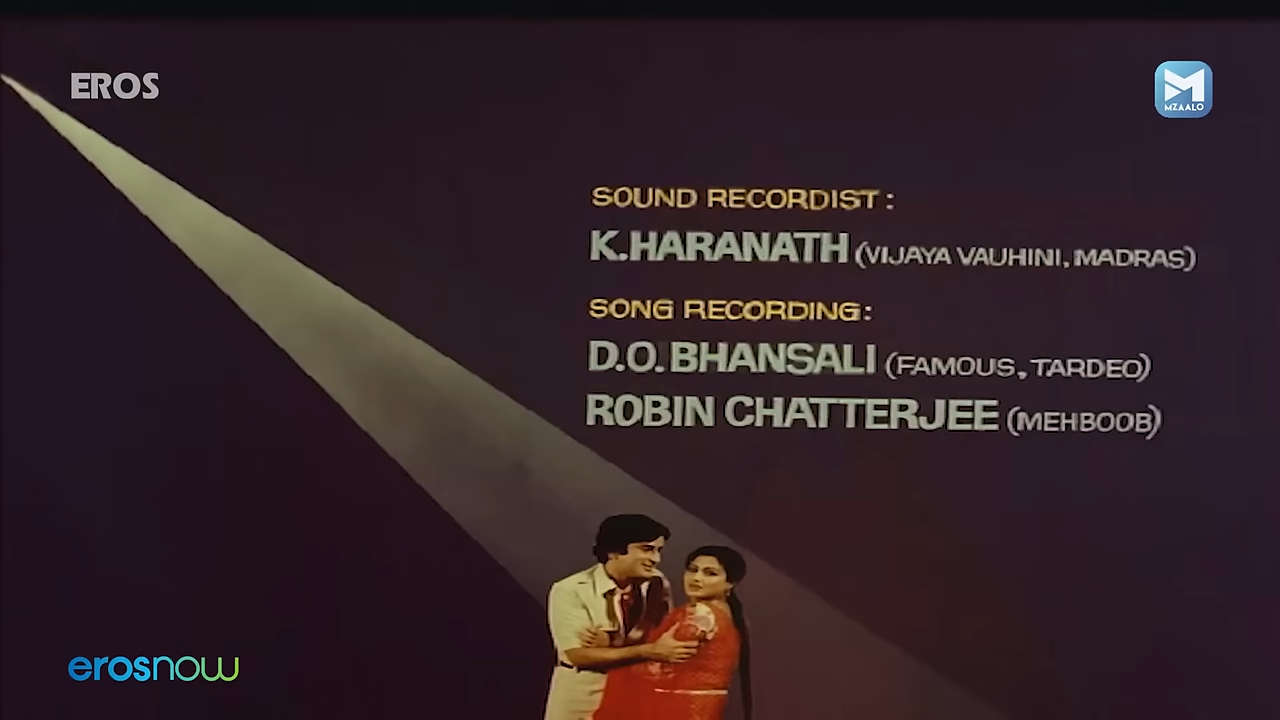 EROS
MZAALO
SOUND RECORDIST :
K.HARANATH (VIJAYA VAUHINI, MADRAS)
SONG RECORDING:
D.O. BHANSALI (FAMOUS, TARDEO)
ROBIN CHATTERJEE (MEHBOOB)
erosnow